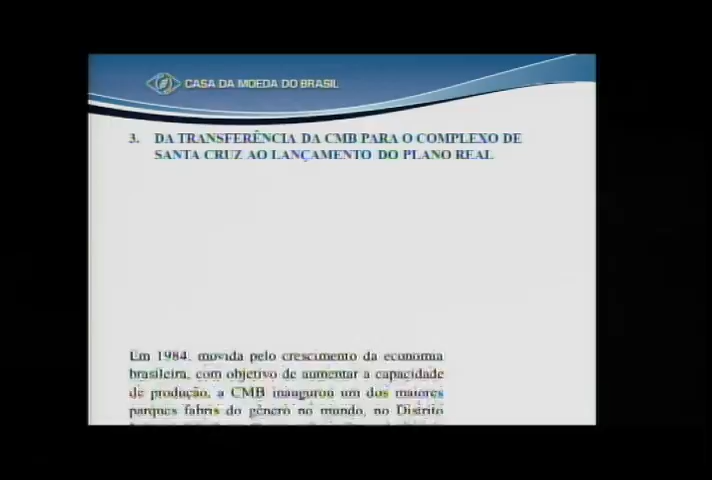 CASA DA MOEDA DO BRASIL
3. DA TRANSFERÊNCIA DA CMB PARA O COMPLEXO DE
SANTA CRUZ AO LANÇAMENTO DO PLANO REAL
Em 1984, movida pelo crescimento da economia
brasileira, com objetivo de aumentar a capacidade
de produção, a CMB inaugurou um dos maiores
parques fabris do gênero no mundo, no Distrito